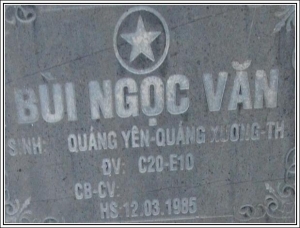 BÙI NGỌC VĂN
SINH: QUẢNG YÊN-QUẢNG XƯƠNG-TH
QV: C20-E10
CB-CV:
HS:12.03.1985